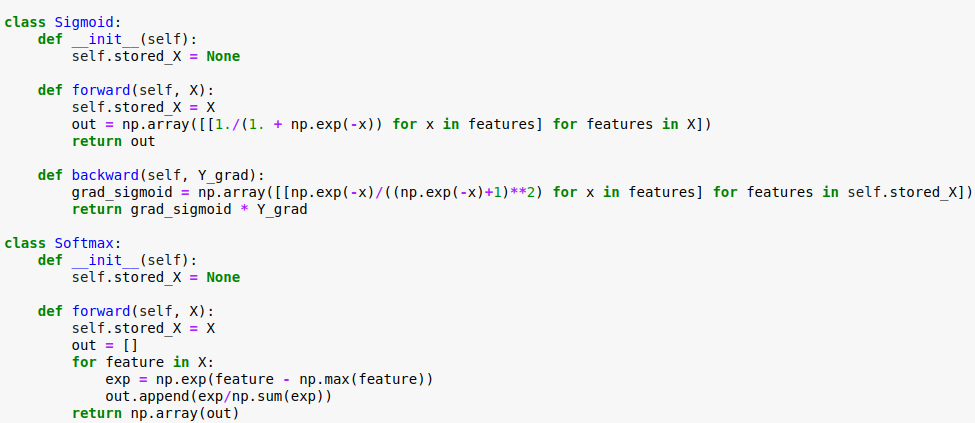 class Sigmoid:
    def __init__(self):
        self.stored_X = None

    def forward(self, X):
        self.stored_X = X
        out = np.array([[1./(1. + np.exp(-x)) for x in features] for features in X])
        return out

    def backward(self, Y_grad):
        grad_sigmoid = np.array([[np.exp(-x)/((np.exp(-x)+1)**2) for x in features] for features in self.stored_X])
        return grad_sigmoid * Y_grad

class Softmax:
    def __init__(self):
        self.stored_X = None

    def forward(self, X):
        self.stored_X = X
        out = []
        for feature in X:
            exp = np.exp(feature - np.max(feature))
            out.append(exp/np.sum(exp))
        return np.array(out)